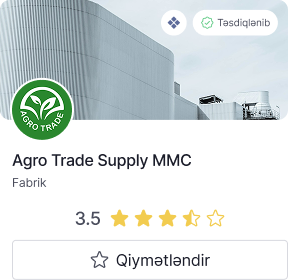 Təsdiqlənib
AGRO TRADE
Agro Trade Supply MMC
Fabrik
3.5
Qiymətləndir